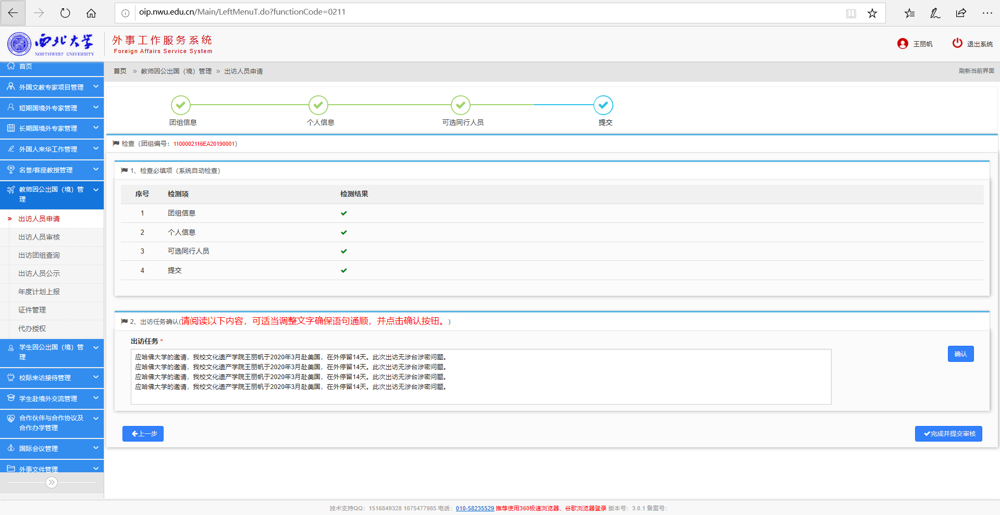 oip.nwu.edu.cn/Main/LeftMenuT.do?functionCode=0211
西北大学
NORTHWEST UNIVERSITY
外事工作服务系统
Foreign Affairs Service System
王丽帆
退出系统
首页
外国文教专家项目管理
短期国境外专家管理
长期国境外专家管理
外国人来华工作管理
名誉/客座教授管理
教师因公出国（境）管
理
出访人员申请
出访人员审核
出访团组查询
出访人员公示
年度计划上报
证件管理
代办授权
学生因公出国（境）管
理
校际来访接待管理
学生赴境外交流管理
合作伙伴与合作协议及
合作办学管理
国际会议管理
外事文件管理
首页 » 教师因公出国（境）管理 » 出访人员申请
刷新当前界面
团组信息
个人信息
可选同行人员
提交
检查（团组编号：1100002116EA20190001）
1、检查必填项（系统自动检查）
序号 检测项 检测结果
1 团组信息
2 个人信息
3 可选同行人员
4 提交
2、出访任务确认(请阅读以下内容，可适当调整文字确保语句通顺，并点击确认按钮。)
出访任务 *
应哈佛大学的邀请，我校文化遗产学院王丽帆于2020年3月赴美国，在外停留14天。此次出访无涉台涉密问题。
应哈佛大学的邀请，我校文化遗产学院王丽帆于2020年3月赴美国，在外停留14天。此次出访无涉台涉密问题。
应哈佛大学的邀请，我校文化遗产学院王丽帆于2020年3月赴美国，在外停留14天。此次出访无涉台涉密问题。
应哈佛大学的邀请，我校文化遗产学院王丽帆于2020年3月赴美国，在外停留14天。此次出访无涉台涉密问题。
确认
上一步
完成并提交审核
技术支持QQ：1516849328 1075477985 电话：010-58235529 推荐使用360极速浏览器、谷歌浏览器登录 版本号：3.0.1 备案号：